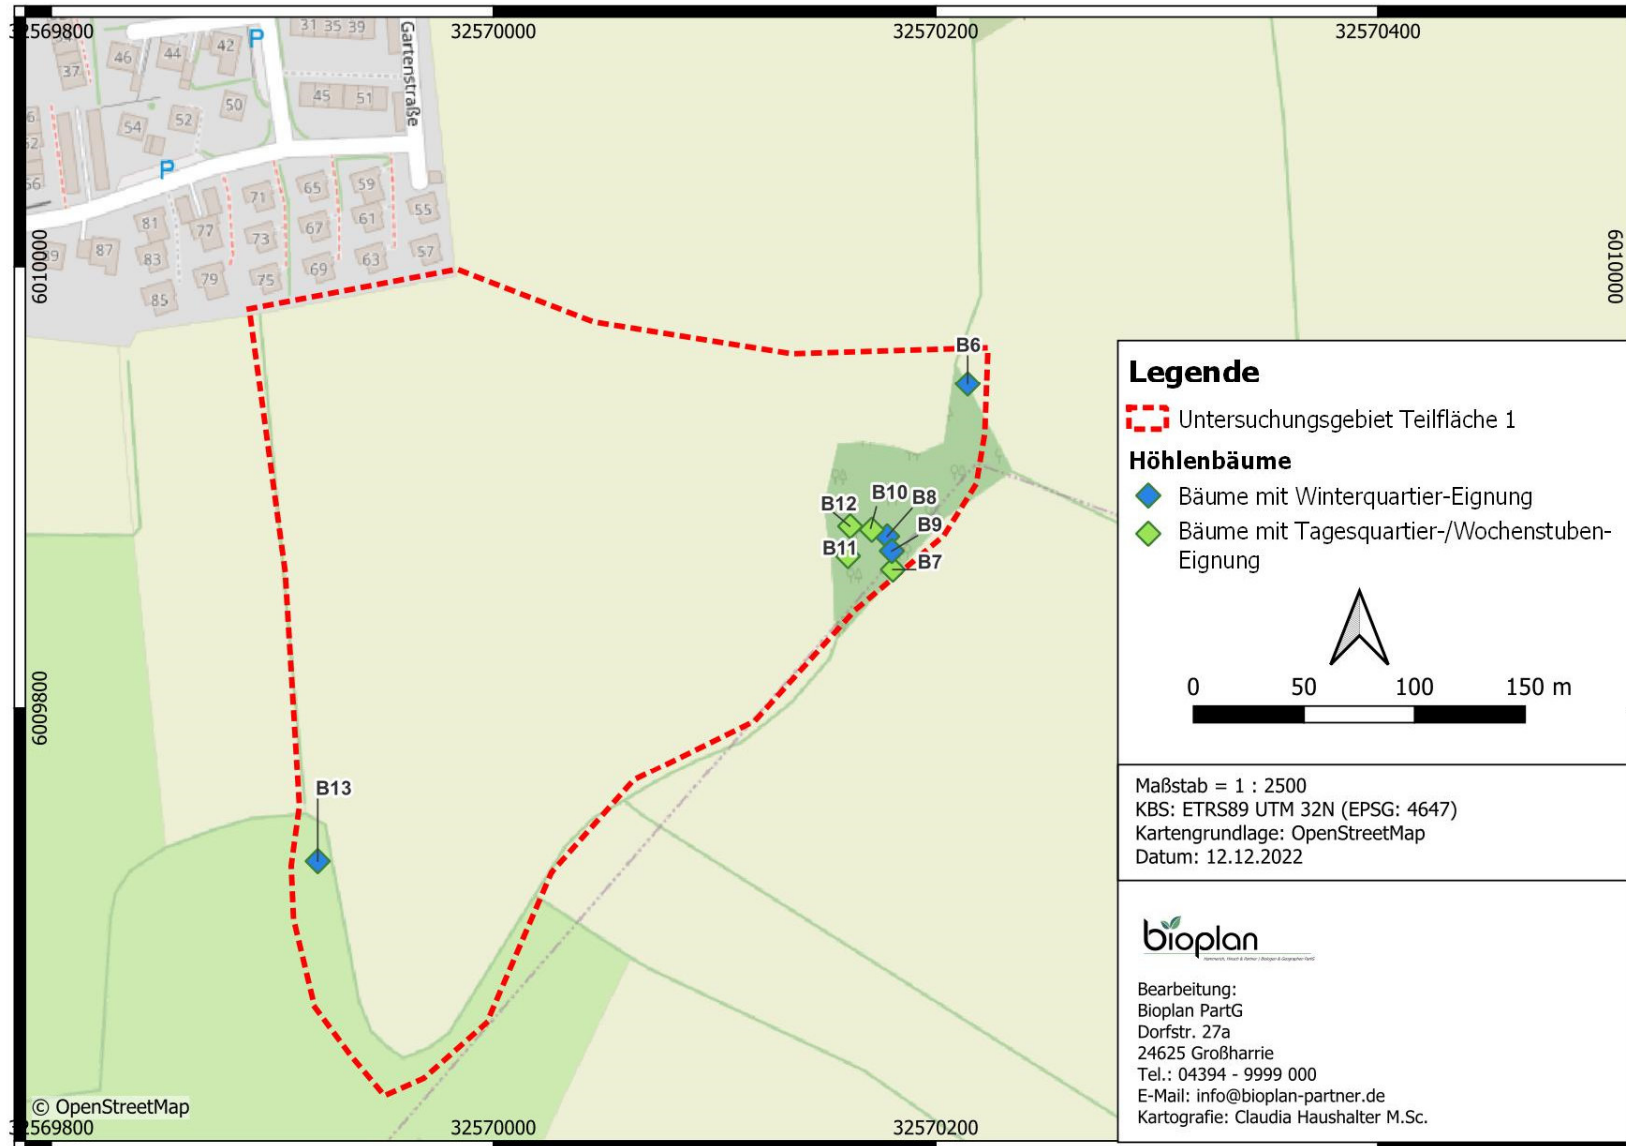 32569800
32570000
32570200
32570400
31 35 39
42
44
46
37
50
45
51
52
54
Gartenstraße
P
P
56
59
65
71
55
61
67
77
81
73
57
63
69
75
79
83
87
85
6010000
6010000
B6
B10
B8
B12
B9
B11
B7
6009800
B13
Legende
Untersuchungsgebiet Teilfläche 1
Höhlenbäume
Bäume mit Winterquartier-Eignung
Bäume mit Tagesquartier-/Wochenstuben-
Eignung
0 50 100 150 m
Maßstab = 1 : 2500
KBS: ETRS89 UTM 32N (EPSG: 4647)
Kartengrundlage: OpenStreetMap
Datum: 12.12.2022
bioplan
Bearbeitung:
Bioplan PartG
Dorfstr. 27a
24625 Großharrie
Tel.: 04394 - 9999 000
E-Mail: info@bioplan-partner.de
Kartografie: Claudia Haushalter M.Sc.
© OpenStreetMap
32569800
32570000
32570200
32570400